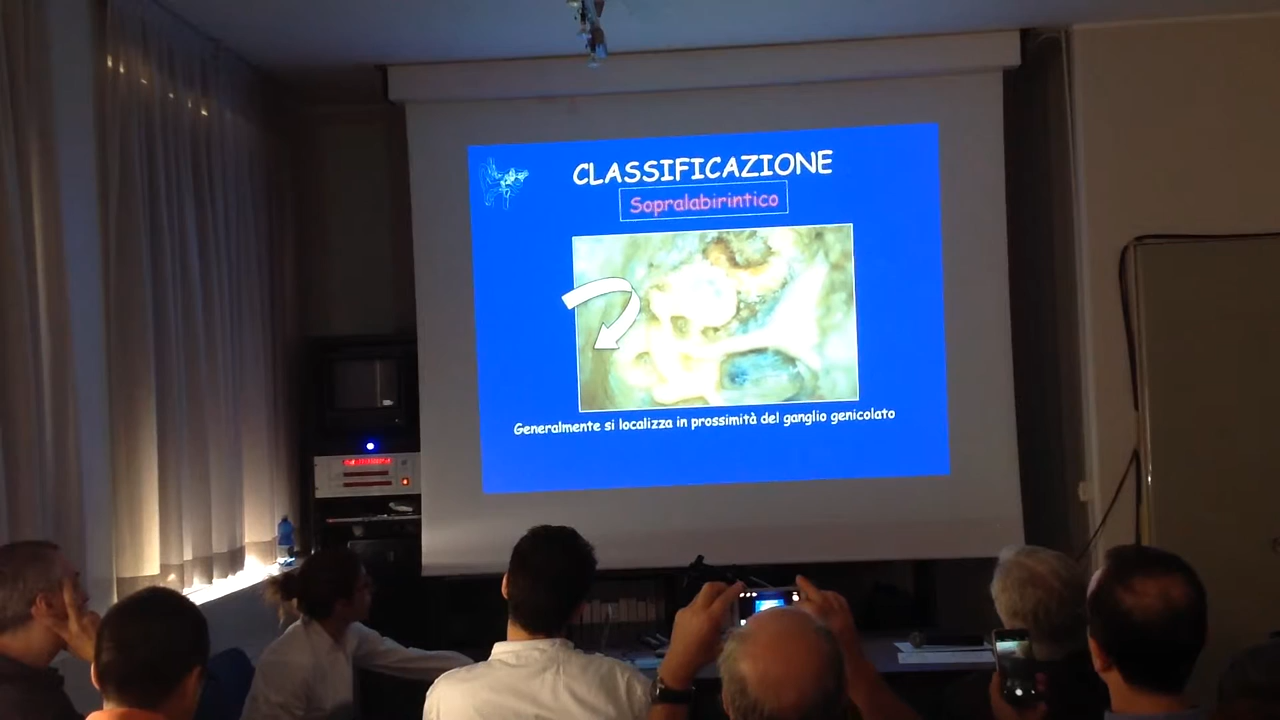 CLASSIFICAZIONE
Sopralabirintico
Generalmente si localizza in prossimità del ganglio genicolato